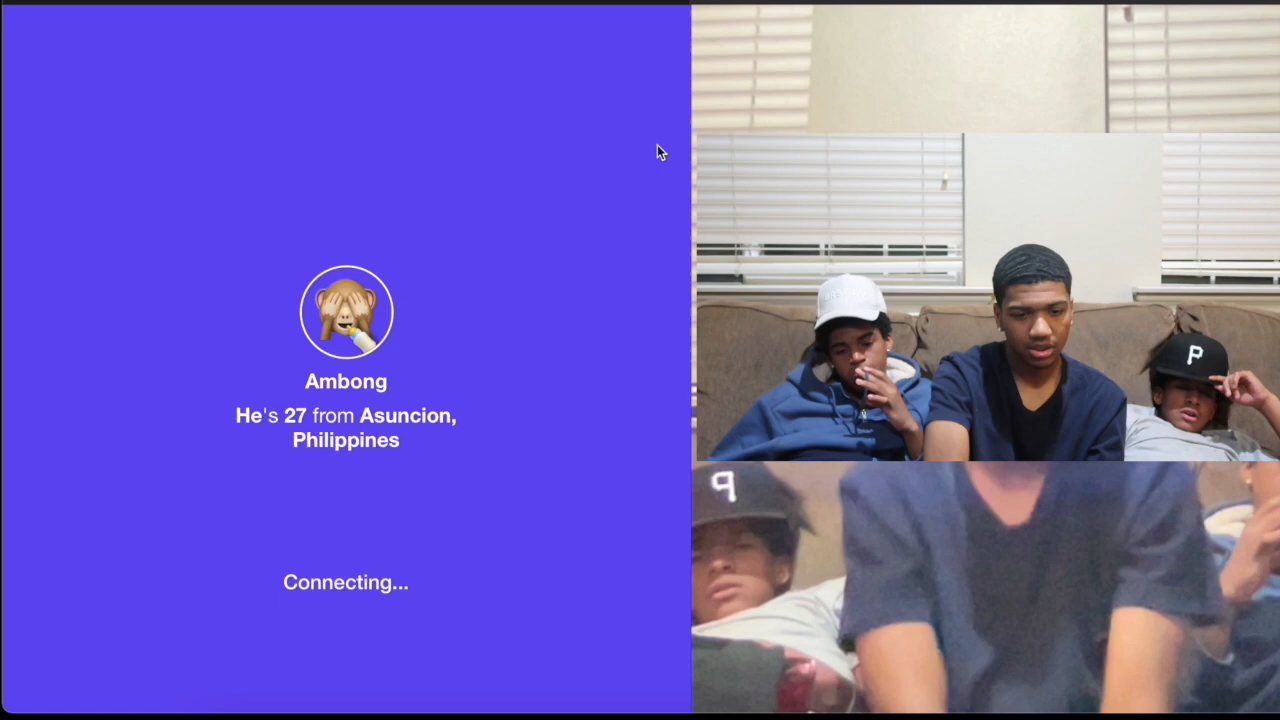 Ambong
He's 27 from Asuncion,
Philippines
Connecting...
P